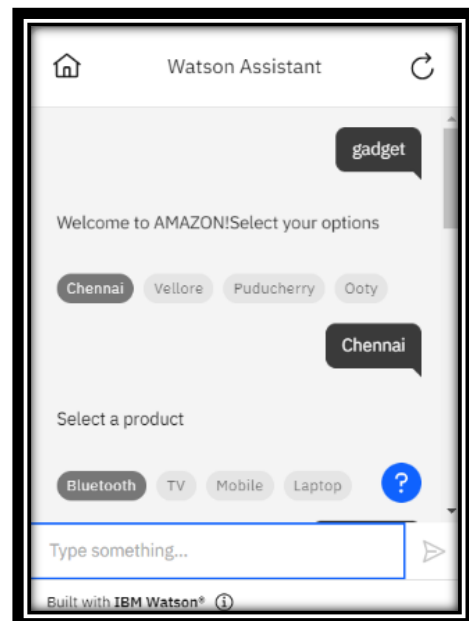 Watson Assistant
gadget
Welcome to AMAZON!Select your options
Chennai Vellore Puducherry Ooty
Chennai
Select a product
Bluetooth TV Mobile Laptop ?
Type something...
Built with IBM Watson®